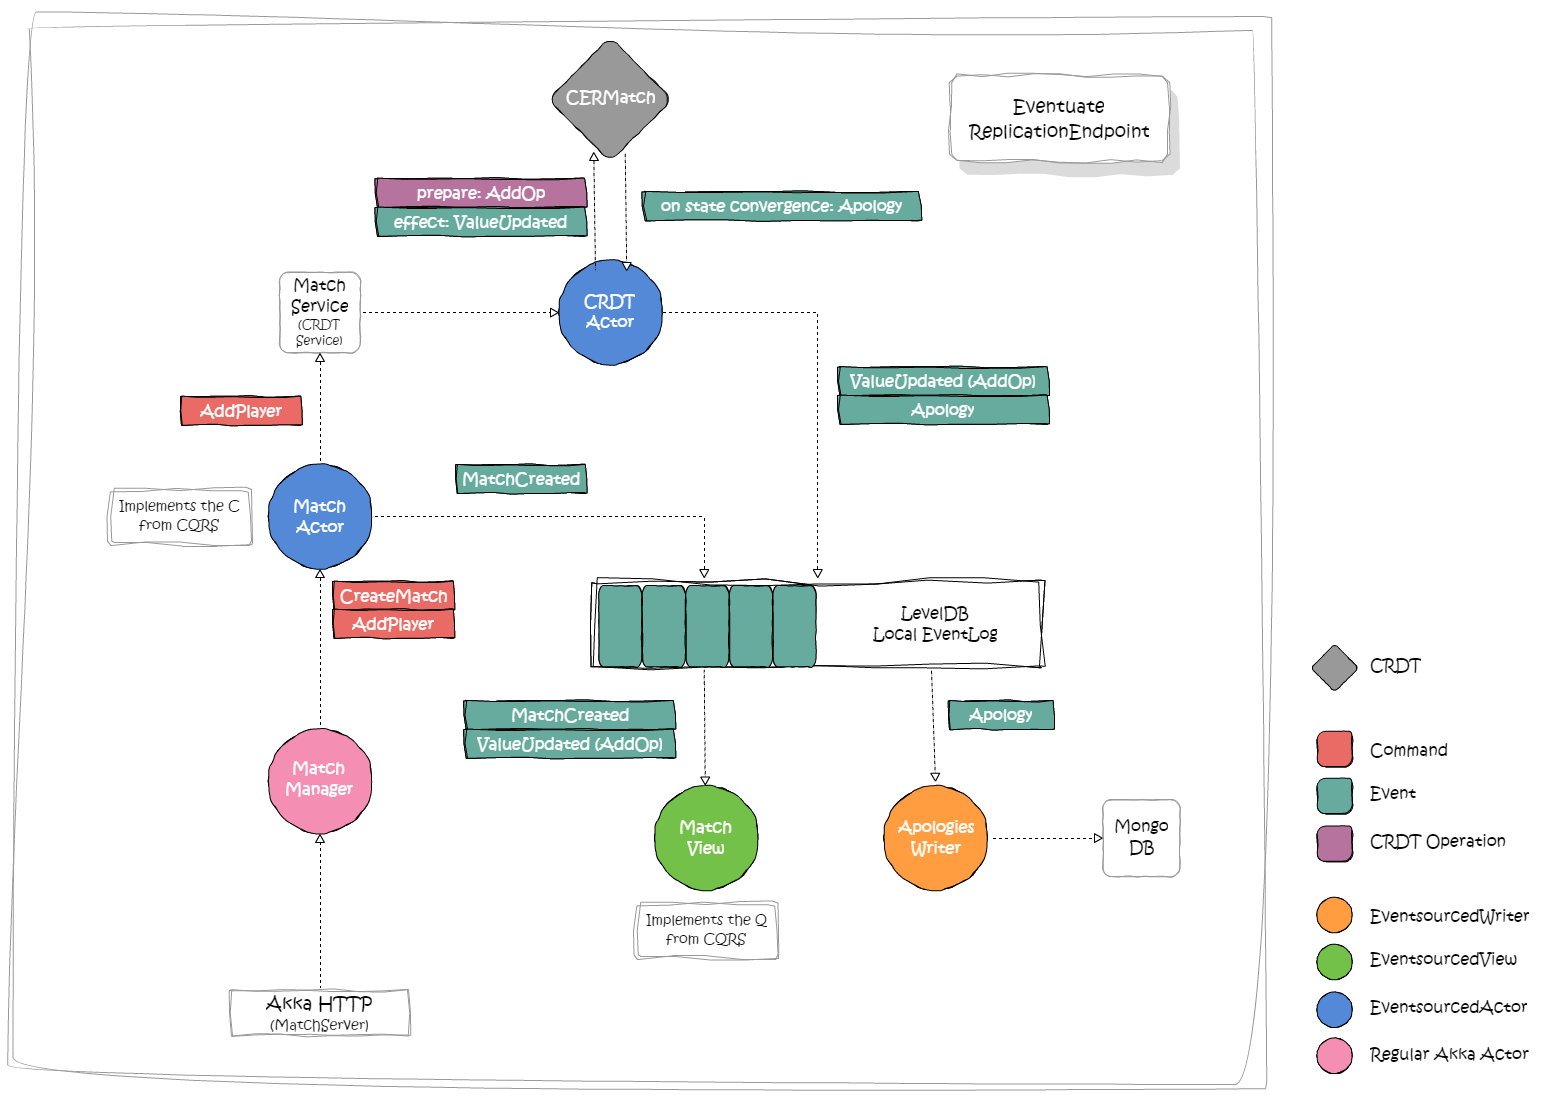 CERMatch
Eventuate
ReplicationEndpoint
prepare: AddOp
effect: ValueUpdated
on state convergence: Apology
Match
Service
(CRDT
Service)
CRDT
Actor
ValueUpdated (AddOp)
Apology
AddPlayer
MatchCreated
Implements the C
from CQRS
Match
Actor
CreateMatch
AddPlayer
LevelDB
Local EventLog
MatchCreated
ValueUpdated (AddOp)
Apology
Match
Manager
Match
View
Apologies
Writer
Mongo
DB
Implements the Q
from CQRS
Akka HTTP
(MatchServer)
CRDT
Command
Event
CRDT Operation
EventsourcedWriter
EventsourcedView
EventsourcedActor
Regular Akka Actor